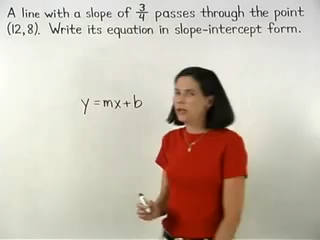 A line with a slope of 3/4 passes through the point
(12,8). Write its equation in slope-intercept form.
y = mx + b